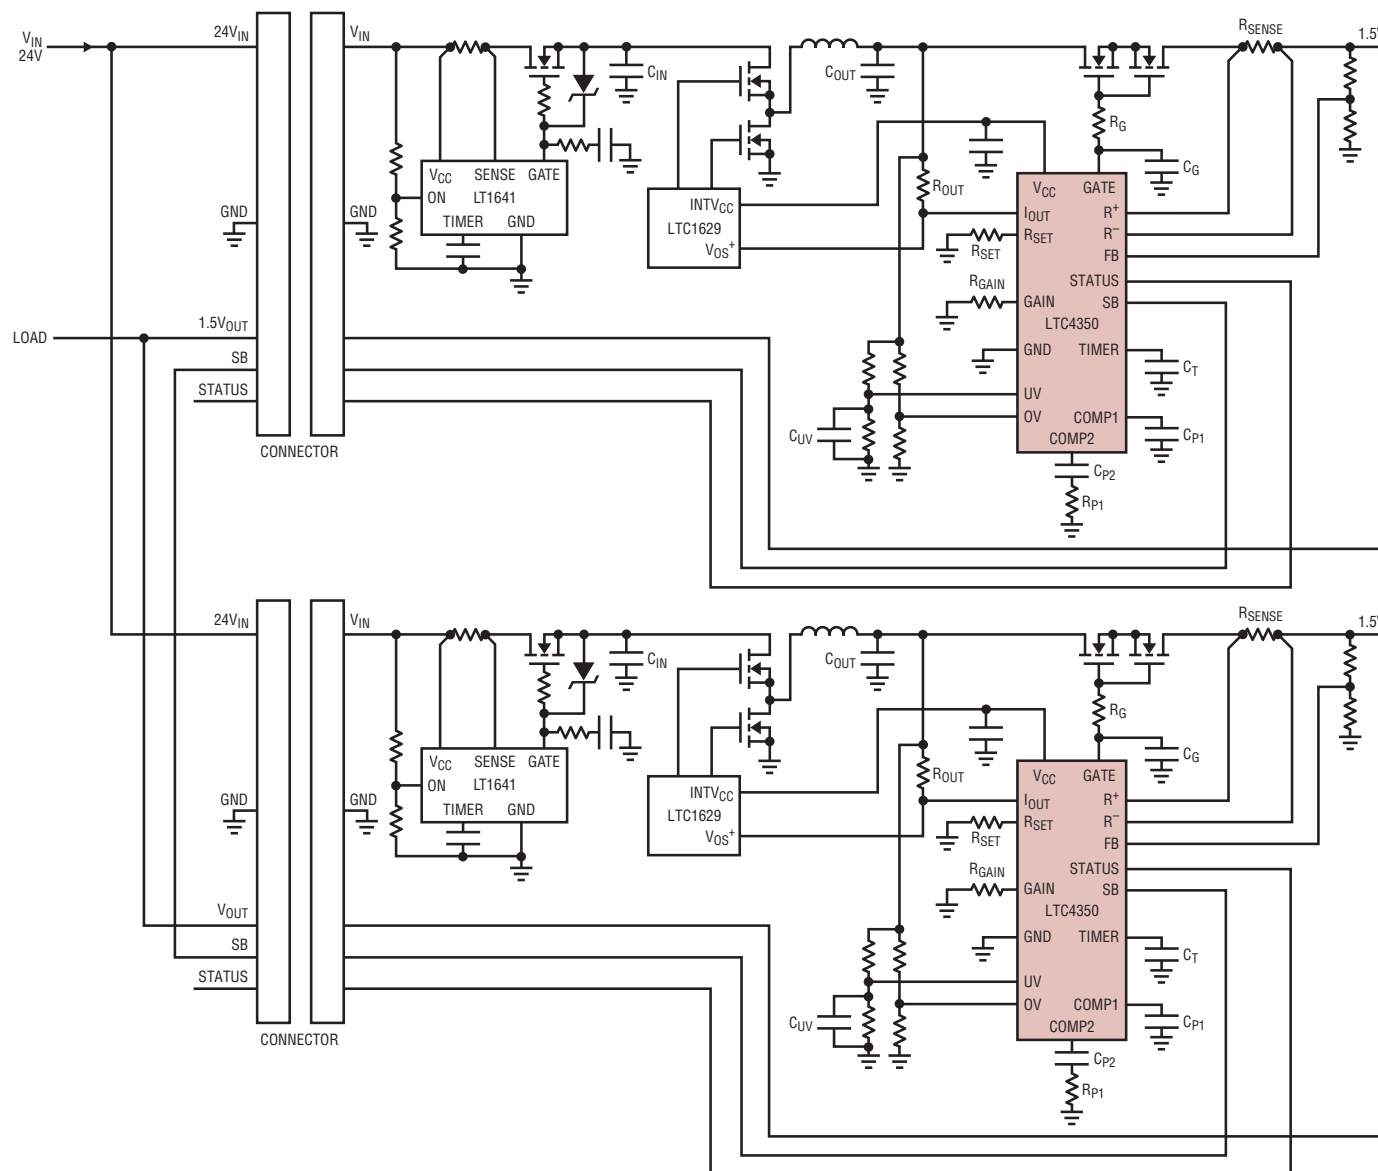 R_SENSE
V_IN
24V
24V_IN
V_IN
1.5V
C_IN
C_OUT
R_G
C_G
V_CC SENSE GATE
ON LT1641
TIMER GND
GND
GND
INTV_CC
LTC1629
V_OS+
R_OUT
V_CC GATE
I_OUT R+
R_SET R−
R_SET
FB
STATUS
R_GAIN
GAIN SB
LTC4350
GND TIMER
C_T
UV
OV COMP1
COMP2
C_UV
C_P1
C_P2
R_P1
1.5V_OUT
LOAD
SB
STATUS
CONNECTOR
R_SENSE
24V_IN
V_IN
1.5V
C_IN
C_OUT
R_G
C_G
V_CC SENSE GATE
ON LT1641
TIMER GND
GND
GND
INTV_CC
LTC1629
V_OS+
R_OUT
V_CC GATE
I_OUT R+
R_SET R−
R_SET
FB
STATUS
R_GAIN
GAIN SB
LTC4350
GND TIMER
C_T
UV
OV COMP1
COMP2
C_UV
C_P1
C_P2
R_P1
V_OUT
SB
STATUS
CONNECTOR